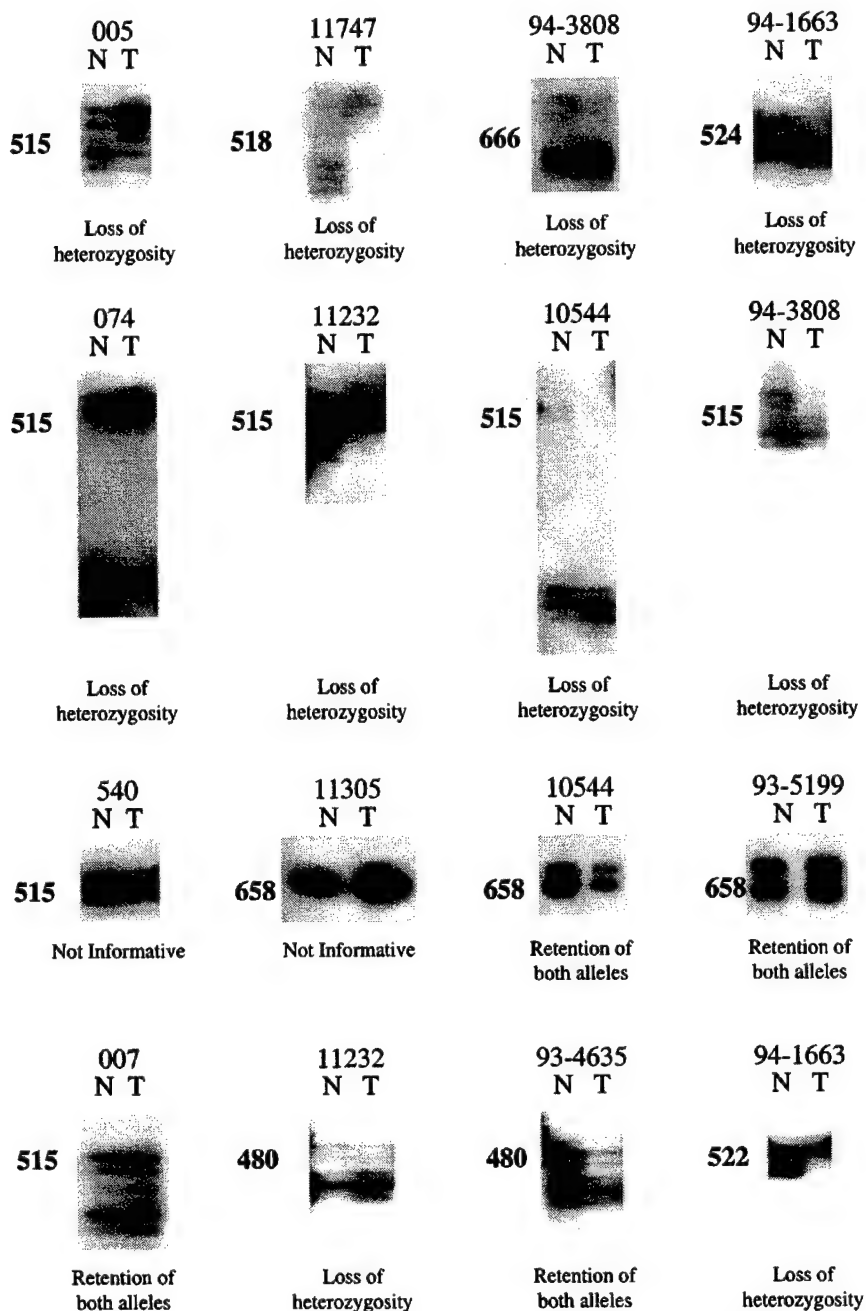 005 11747 94-3808 94-1663
N T N T N T N T
515 518 666 524
Loss of heterozygosity Loss of heterozygosity Loss of heterozygosity Loss of heterozygosity
074 11232 10544 94-3808
N T N T N T N T
515 515 515 515
Loss of heterozygosity Loss of heterozygosity Loss of heterozygosity Loss of heterozygosity
540 11305 10544 93-5199
N T N T N T N T
515 658 658 658
Not Informative Not Informative Retention of both alleles Retention of both alleles
007 11232 93-4635 94-1663
N T N T N T N T
515 480 480 522
Retention of both alleles Loss of heterozygosity Retention of both alleles Loss of heterozygosity